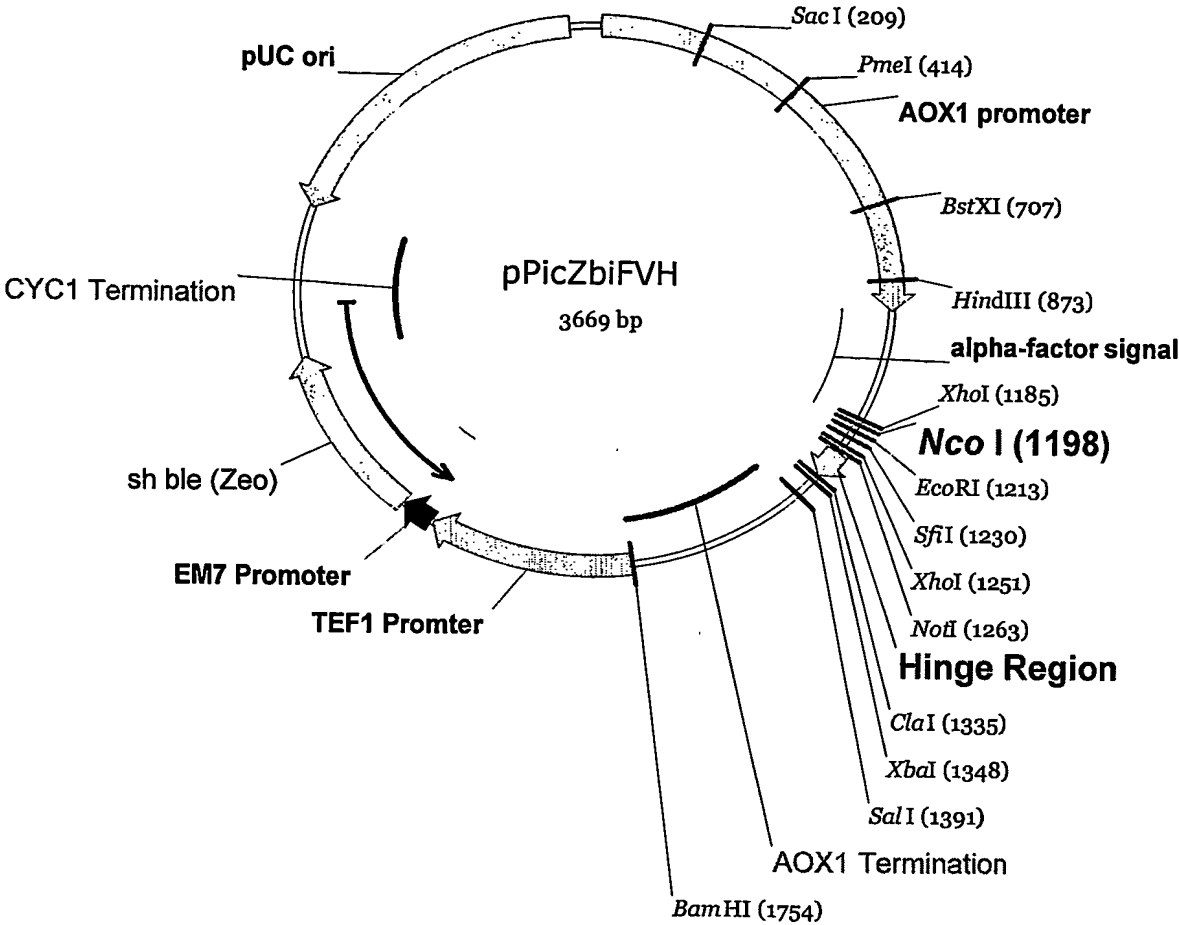 Sac I (209)
pUC ori
PmeI (414)
AOX1 promoter
BstXI (707)
pPicZbiFVH
CYC1 Termination
3669 bp
HindIII (873)
alpha-factor signal
XhoI (1185)
Nco I (1198)
sh ble (Zeo)
EcoRI (1213)
SfiI (1230)
EM7 Promoter
XhoI (1251)
TEF1 Promter
NotI (1263)
Hinge Region
ClaI (1335)
XbaI (1348)
Sal I (1391)
AOX1 Termination
BamHI (1754)